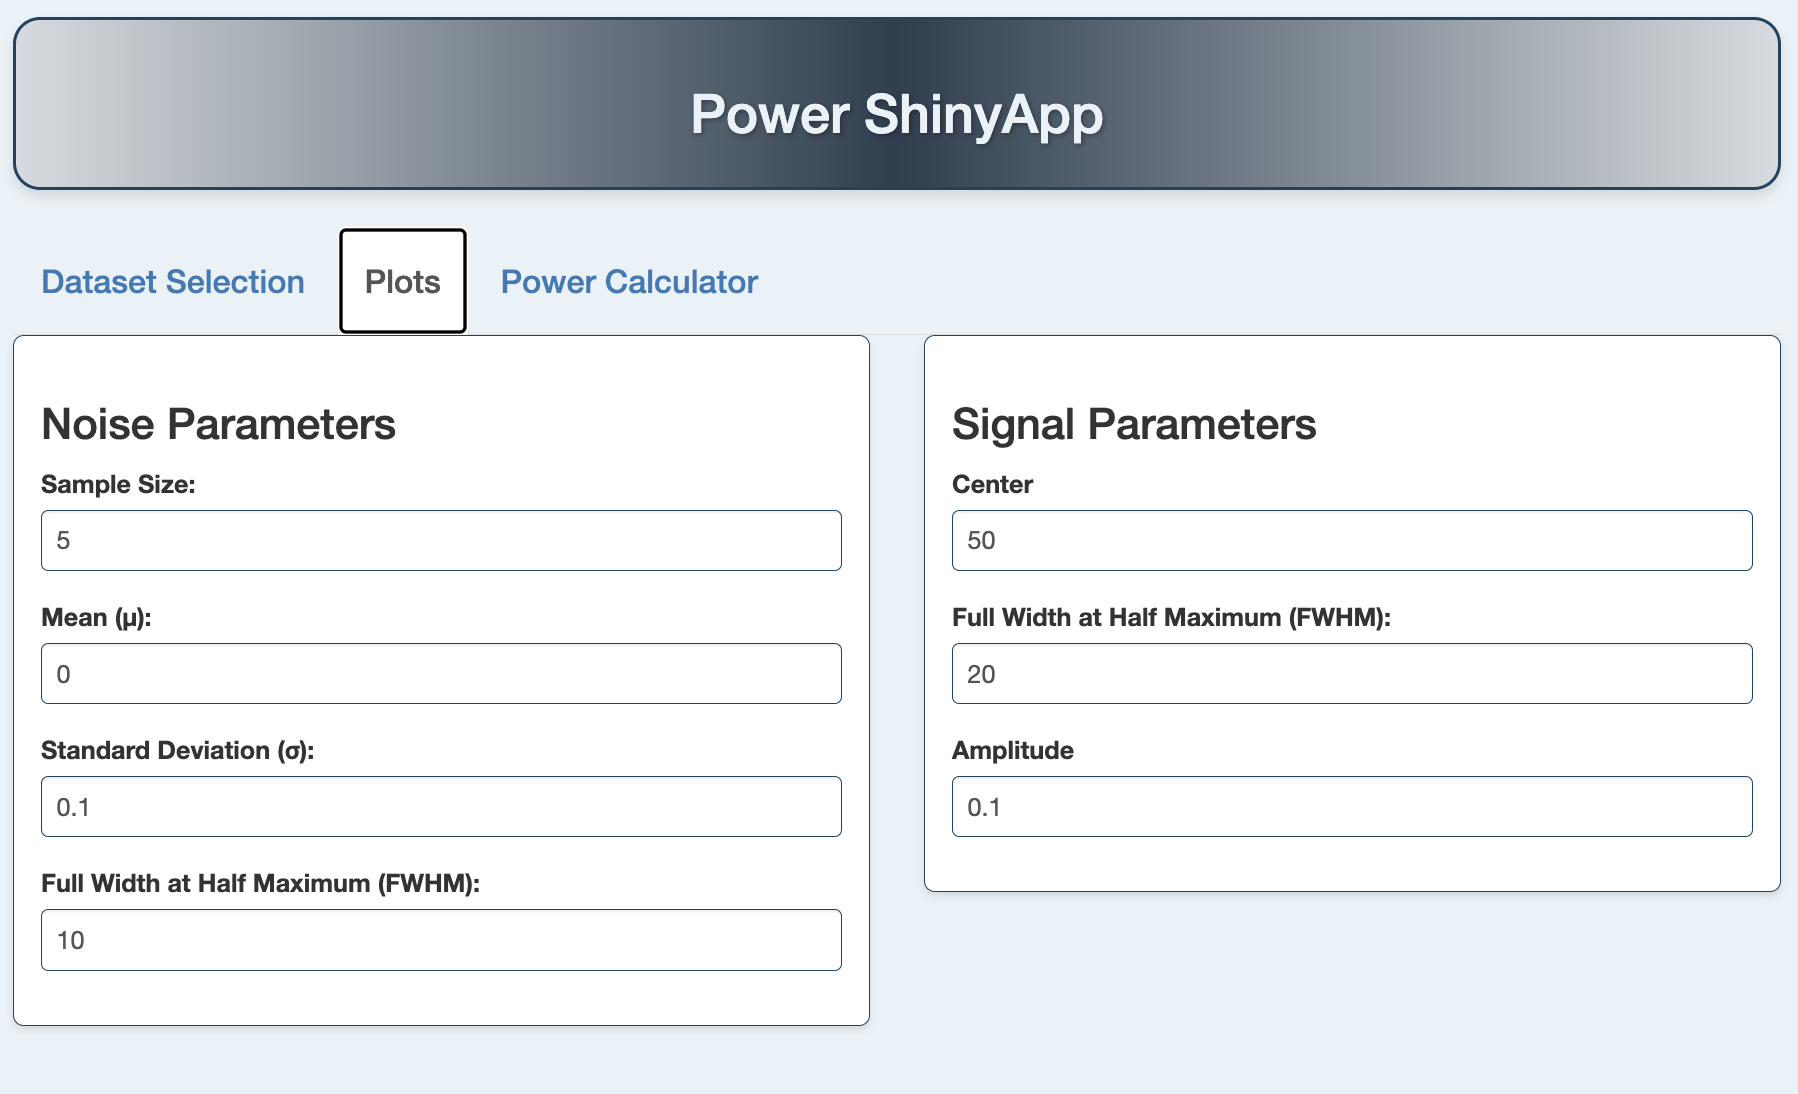 Power ShinyApp
Dataset Selection
Plots
Power Calculator
Noise Parameters
Sample Size:
5
Mean (μ):
0
Standard Deviation (σ):
0.1
Full Width at Half Maximum (FWHM):
10
Signal Parameters
Center
50
Full Width at Half Maximum (FWHM):
20
Amplitude
0.1